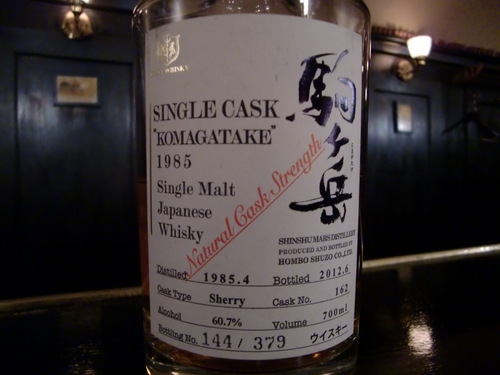 SINGLE CASK
"KOMAGATAKE"
1985
Single Malt
Japanese
Whisky
駒ヶ岳
Natural Cask Strength
SHINSHU MARS DISTILLERY
PRODUCED AND BOTTLED BY
HOMBO SHUZO CO.,LTD.
Distilled 1985.4 Bottled 2012.6
Cask Type Sherry Cask No. 162
Alcohol 60.7% Volume 700ml
Bottling No. 144 / 379 ウイスキー